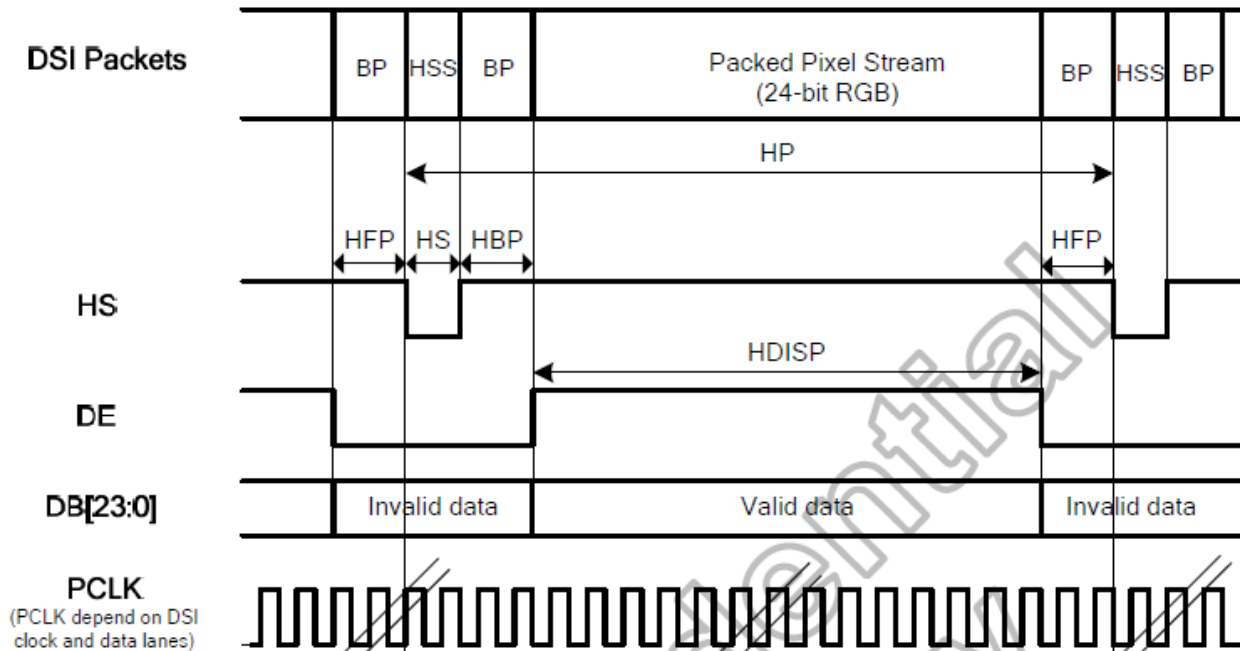 DSI Packets
BP
HSS
BP
Packed Pixel Stream
(24-bit RGB)
BP
HSS
BP
HP
HFP
HS
HBP
HFP
HS
HDISP
DE
DB[23:0]
Invalid data
Valid data
Invalid data
PCLK
(PCLK depend on DSI
clock and data lanes)